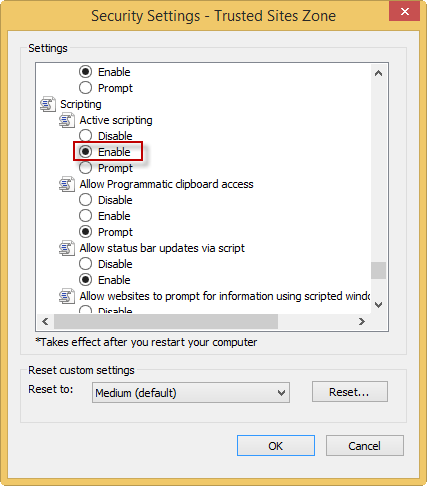 Security Settings - Trusted Sites Zone
Settings
Enable
Prompt
Scripting
Active scripting
Disable
Enable
Prompt
Allow Programmatic clipboard access
Disable
Enable
Prompt
Allow status bar updates via script
Disable
Enable
Allow websites to prompt for information using scripted windo
Disable
*Takes effect after you restart your computer
Reset custom settings
Reset to: Medium (default) Reset...
OK Cancel